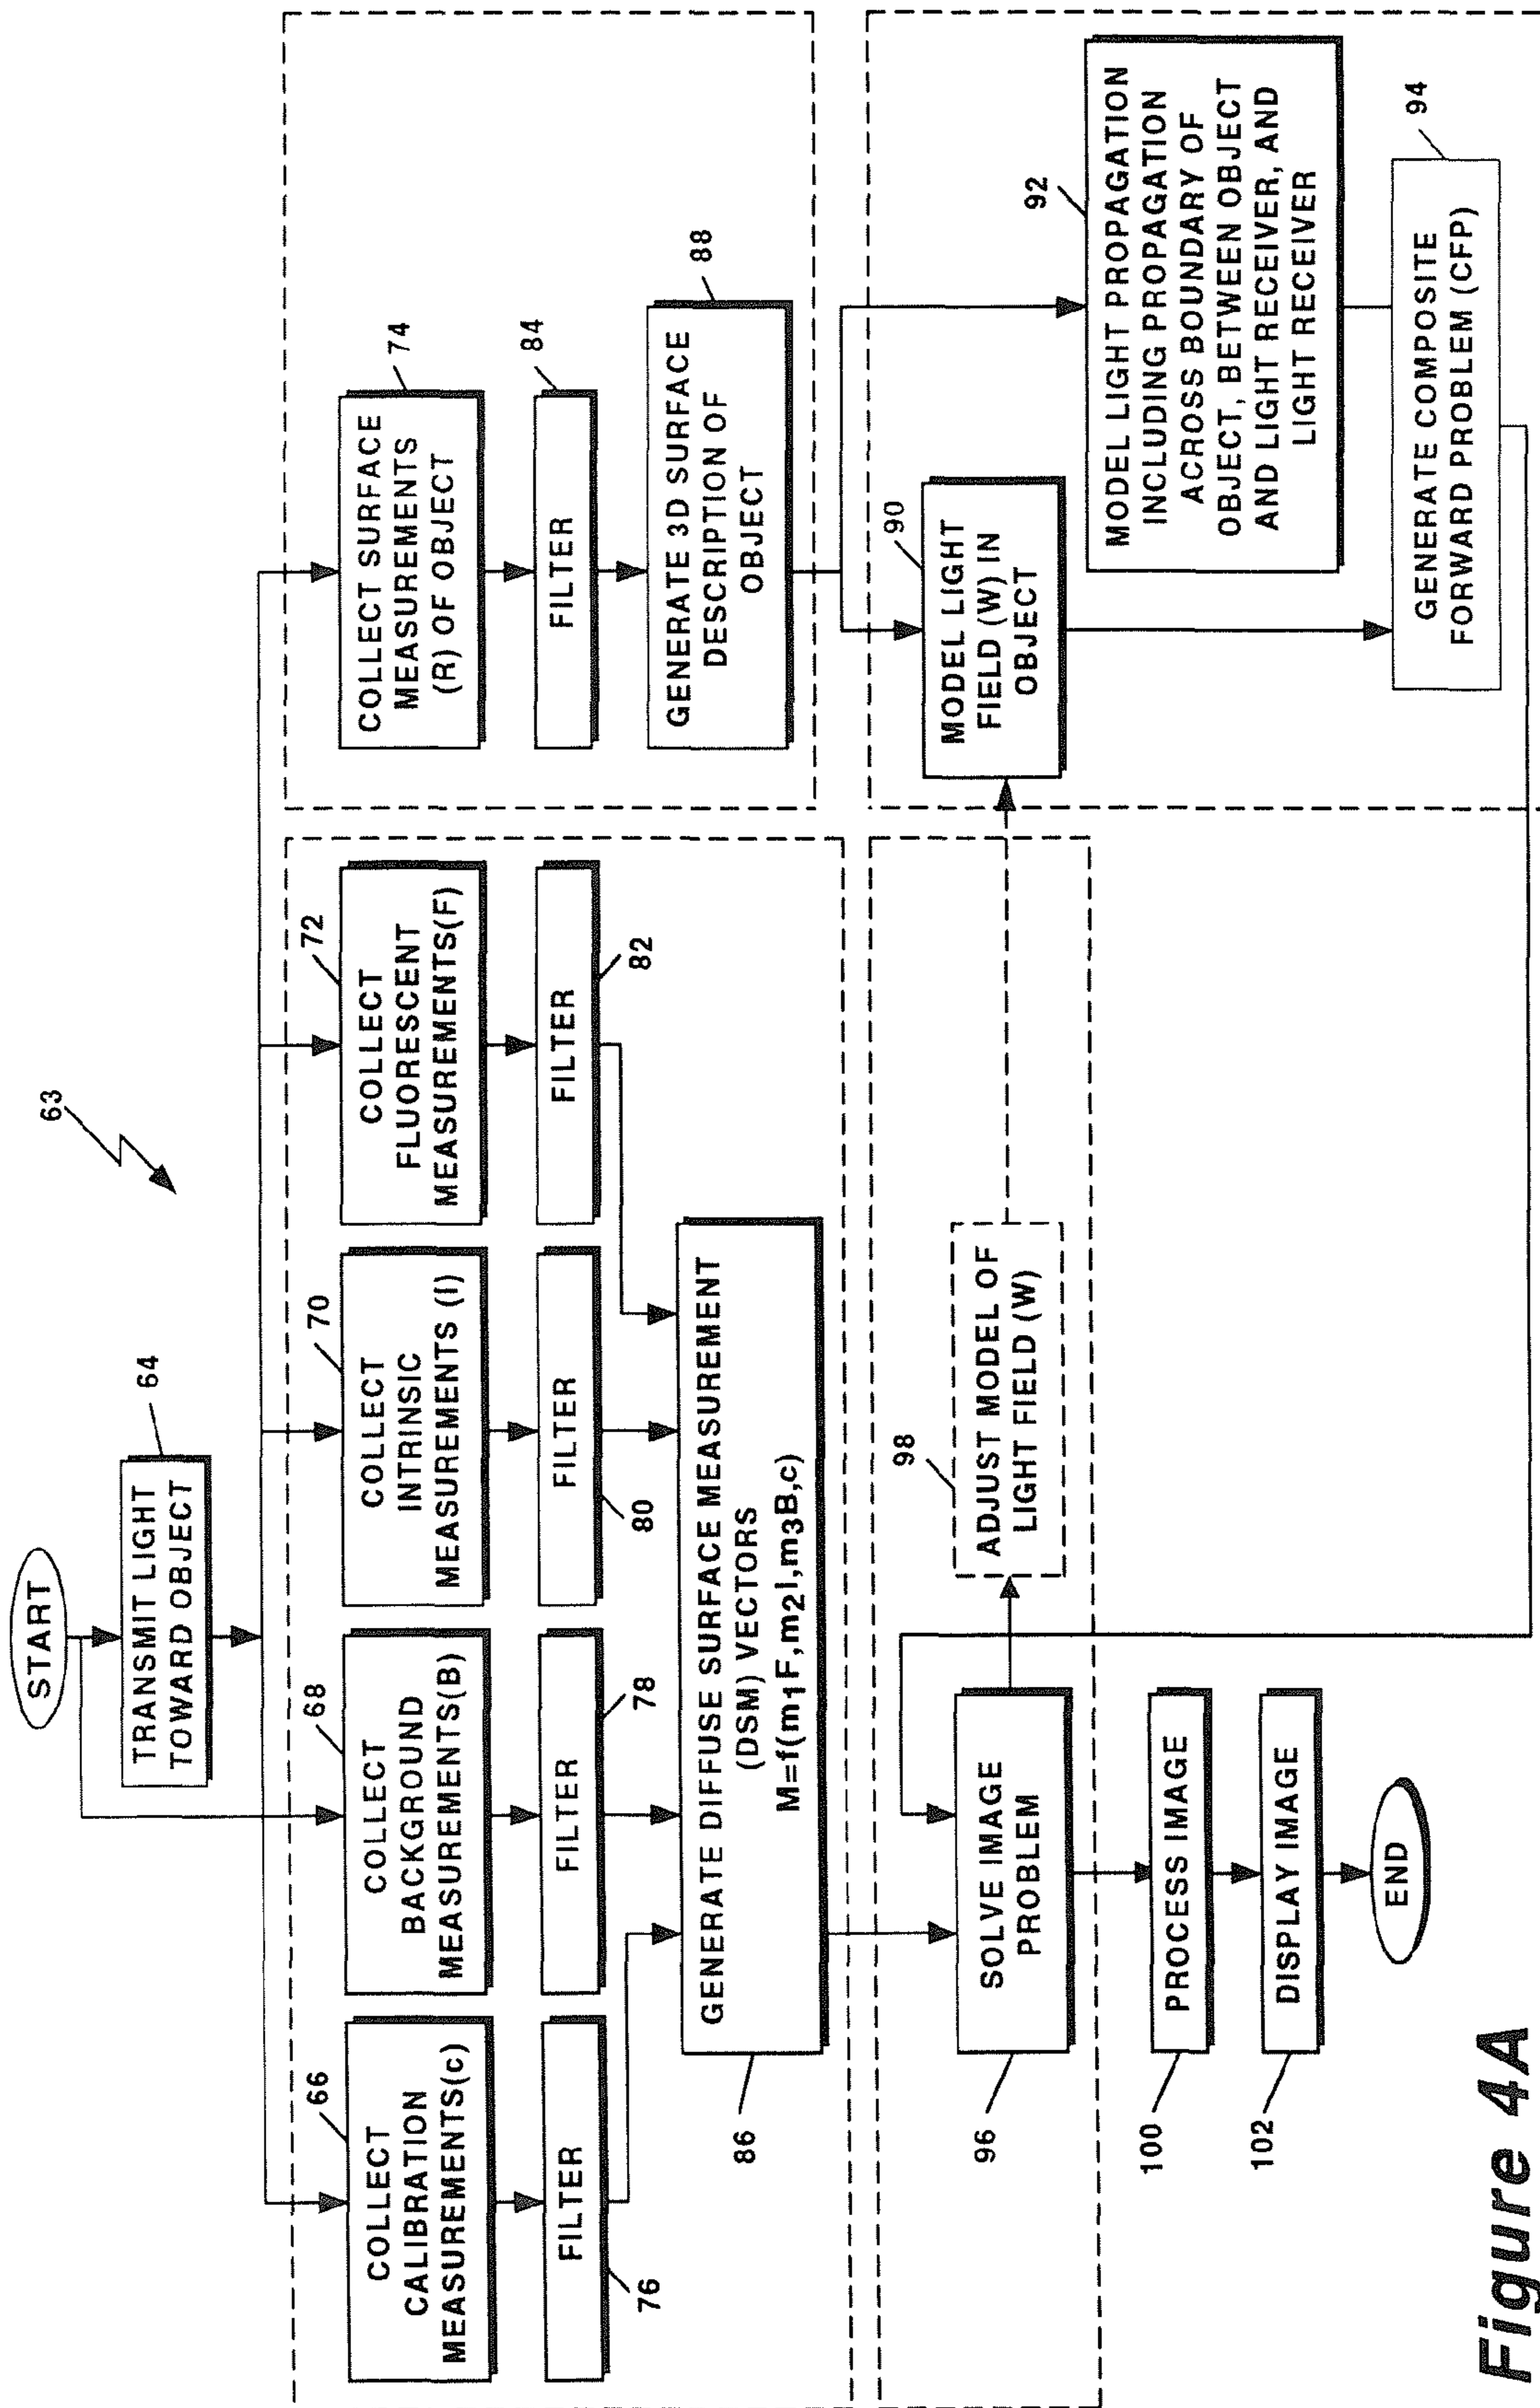 63
START
TRANSMIT LIGHT
TOWARD OBJECT
64
COLLECT
CALIBRATION
MEASUREMENTS(c)
66
COLLECT
BACKGROUND
MEASUREMENTS(B)
68
COLLECT
INTRINSIC
MEASUREMENTS (I)
70
COLLECT
FLUORESCENT
MEASUREMENTS(F)
72
COLLECT SURFACE
MEASUREMENTS
(R) OF OBJECT
74
FILTER
76
FILTER
78
FILTER
80
FILTER
82
FILTER
84
GENERATE DIFFUSE SURFACE MEASUREMENT
(DSM) VECTORS
M=f(m₁F,m₂I,m₃B,c)
86
GENERATE 3D SURFACE
DESCRIPTION OF
OBJECT
88
SOLVE IMAGE
PROBLEM
96
ADJUST MODEL OF
LIGHT FIELD (W)
98
MODEL LIGHT
FIELD (W) IN
OBJECT
90
MODEL LIGHT PROPAGATION
INCLUDING PROPAGATION
ACROSS BOUNDARY OF
OBJECT, BETWEEN OBJECT
AND LIGHT RECEIVER, AND
LIGHT RECEIVER
92
GENERATE COMPOSITE
FORWARD PROBLEM (CFP)
94
PROCESS IMAGE
100
DISPLAY IMAGE
102
END
Figure 4A